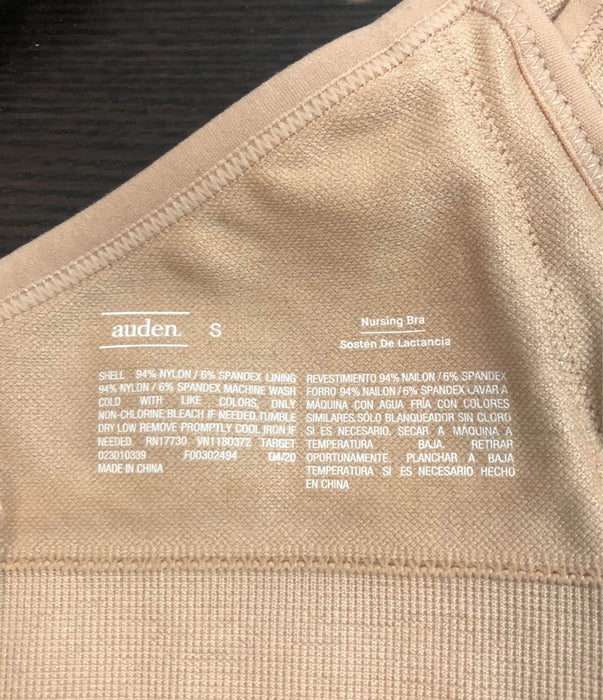 auden. S
Nursing Bra
Sostén De Lactancia
SHELL 94% NYLON / 6% SPANDEX LINING
94% NYLON / 6% SPANDEX MACHINE WASH
COLD WITH LIKE COLORS, ONLY
NON-CHLORINE BLEACH IF NEEDED, TUMBLE
DRY LOW REMOVE PROMPTLY COOL IRON IF
NEEDED. RN17730 VN1180372 TARGET
023010339 F00302494 D4/20
MADE IN CHINA
REVESTIMIENTO 94% NAILON / 6% SPANDEX
FORRO 94% NAILON / 6% SPANDEX LAVAR A
MÁQUINA CON AGUA FRÍA CON COLORES
SIMILARES, SÓLO BLANQUEADOR SIN CLORO
SI ES NECESARIO. SECAR A MÁQUINA A
TEMPERATURA BAJA. RETIRAR
OPORTUNAMENTE. PLANCHAR A BAJA
TEMPERATURA SI ES NECESARIO HECHO
EN CHINA